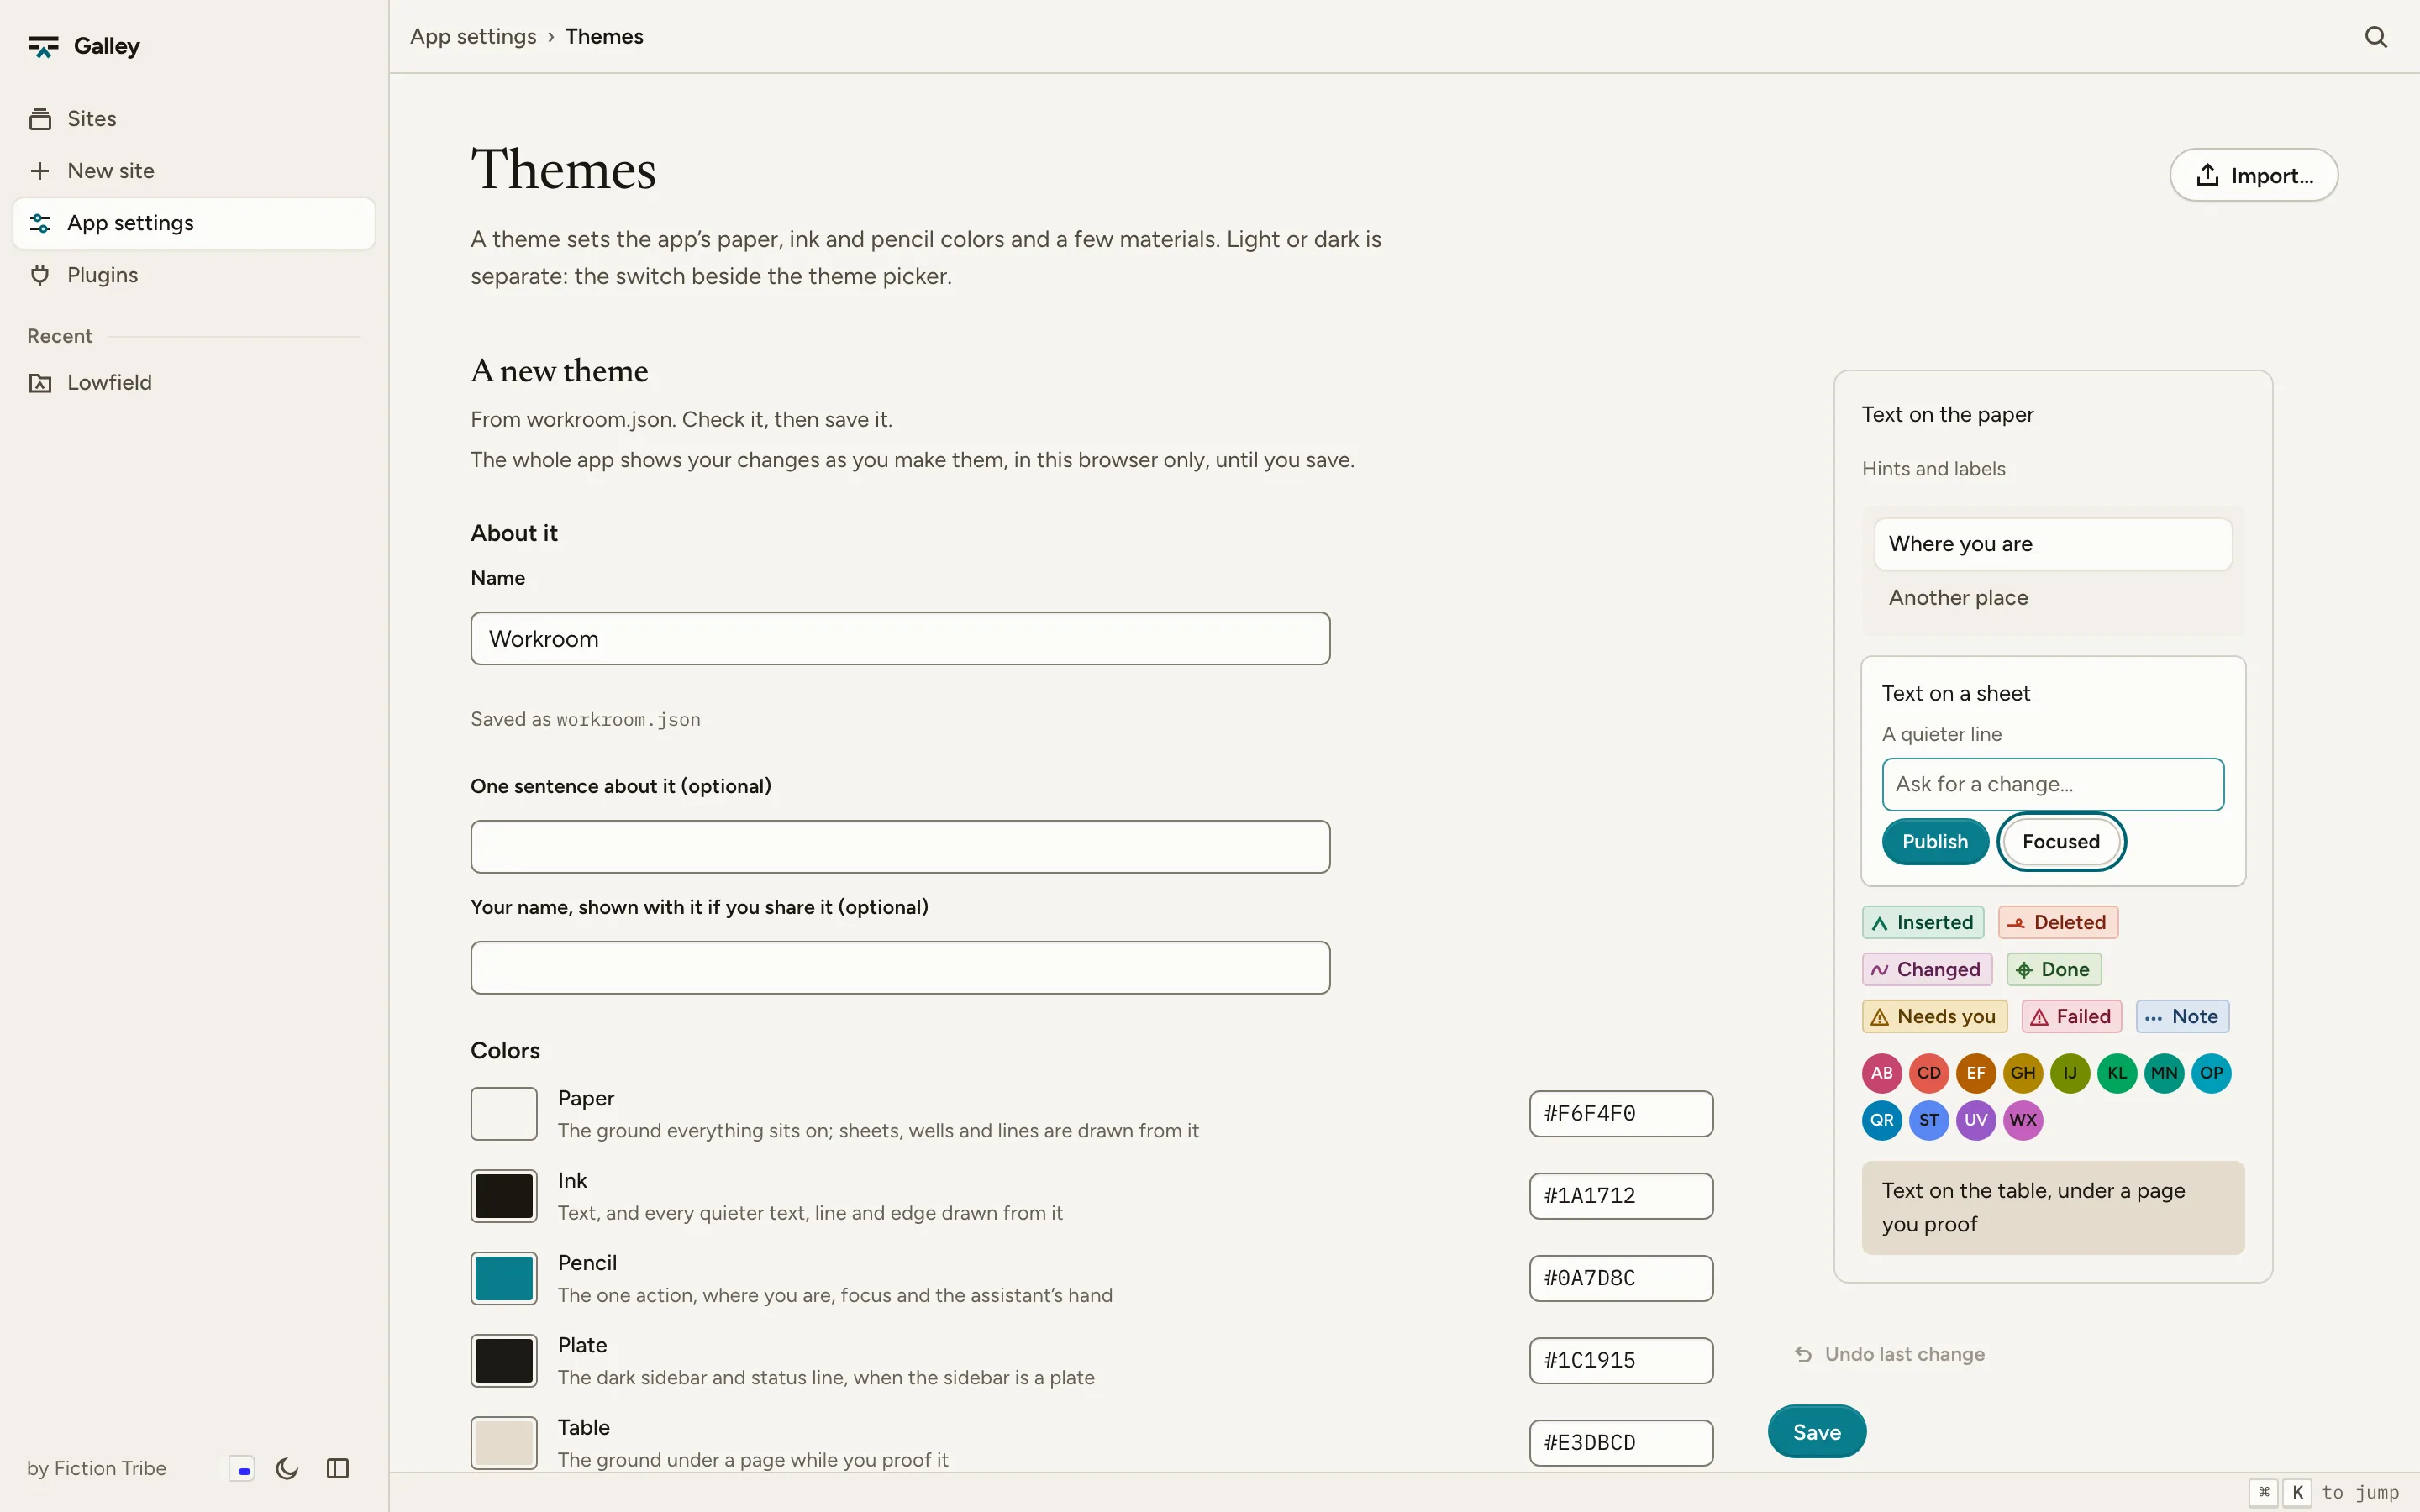 Galley
Sites
New site
App settings
Plugins
Recent
Lowfield
by Fiction Tribe
App settings › Themes
Themes
Import...
A theme sets the app’s paper, ink and pencil colors and a few materials. Light or dark is
separate: the switch beside the theme picker.
A new theme
From workroom.json. Check it, then save it.
The whole app shows your changes as you make them, in this browser only, until you save.
About it
Name
Workroom
Saved as workroom.json
One sentence about it (optional)
Your name, shown with it if you share it (optional)
Colors
Paper
The ground everything sits on; sheets, wells and lines are drawn from it
#F6F4F0
Ink
Text, and every quieter text, line and edge drawn from it
#1A1712
Pencil
The one action, where you are, focus and the assistant’s hand
#0A7D8C
Plate
The dark sidebar and status line, when the sidebar is a plate
#1C1915
Table
The ground under a page while you proof it
#E3DBCD
Text on the paper
Hints and labels
Where you are
Another place
Text on a sheet
A quieter line
Ask for a change...
Publish Focused
Inserted Deleted
Changed Done
Needs you Failed Note
AB CD EF GH IJ KL MN OP
QR ST UV WX
Text on the table, under a page
you proof
Undo last change
Save
⌘ K to jump